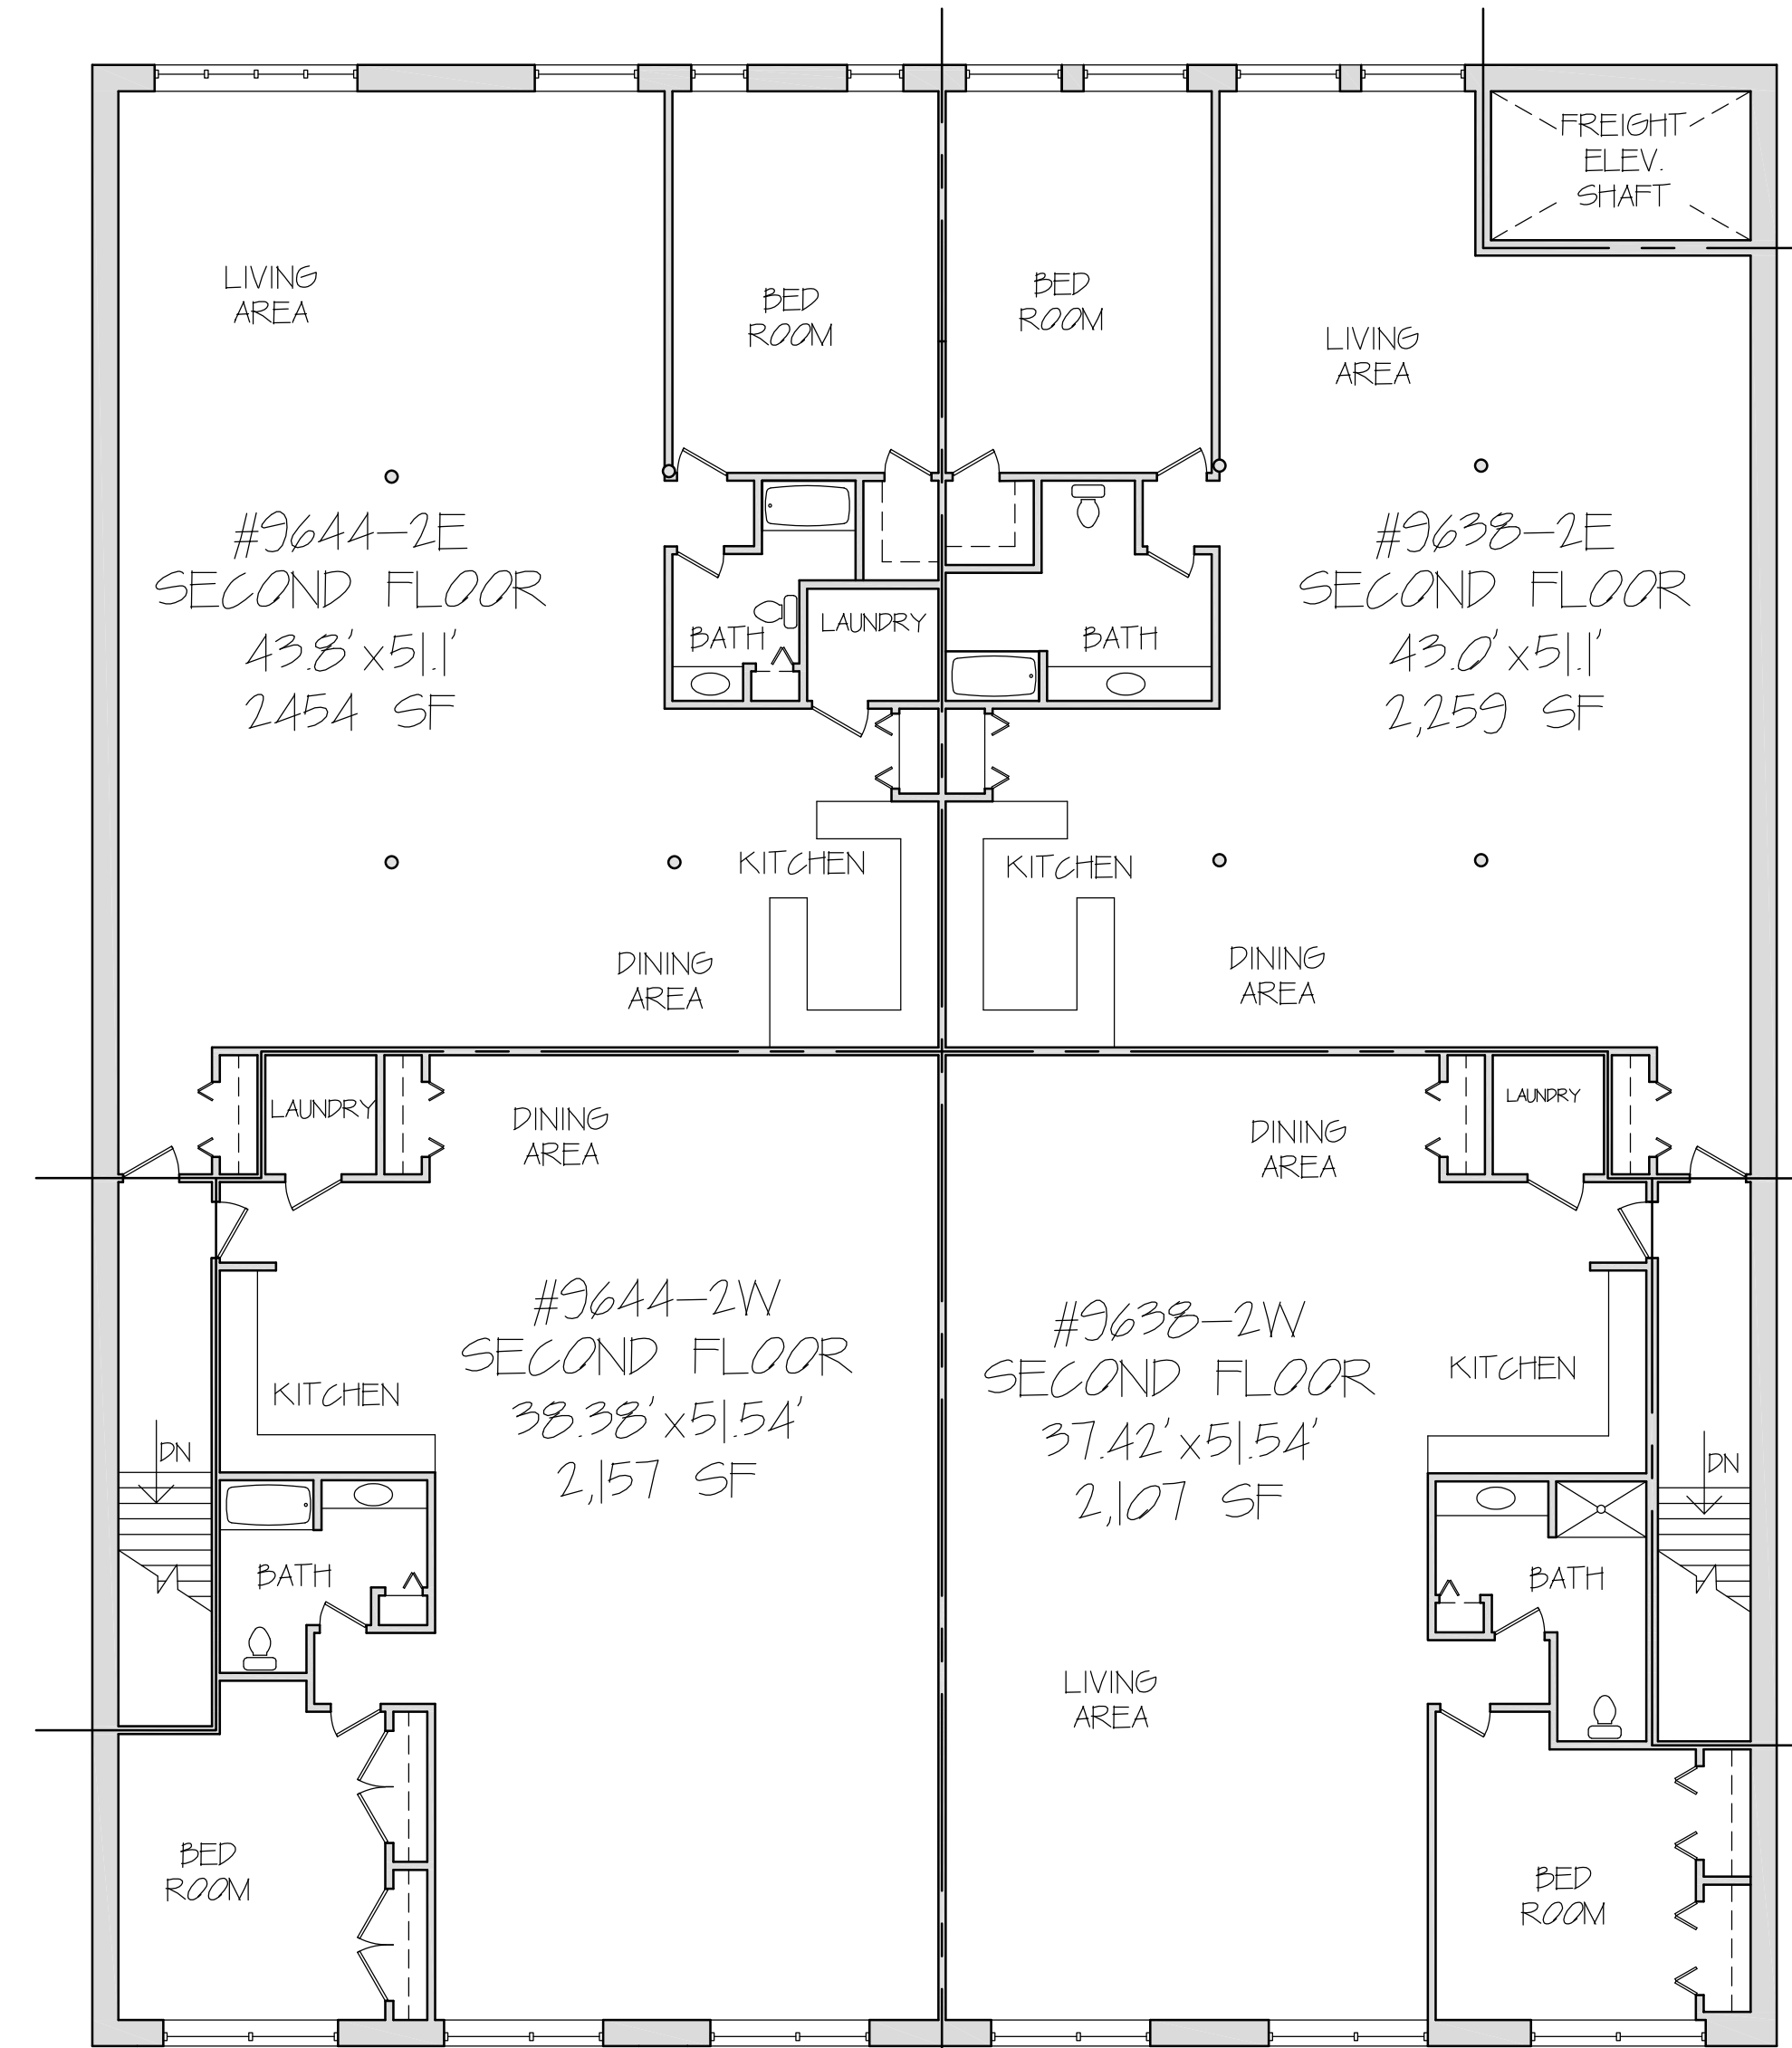 FREIGHT
ELEV.
SHAFT
LIVING
AREA
BED
ROOM
BED
ROOM
LIVING
AREA
#9644-2E
SECOND FLOOR
43.8'x51.1'
2454 SF
BATH
LAUNDRY
BATH
#9638-2E
SECOND FLOOR
43.0'x51.1'
2,259 SF
KITCHEN
KITCHEN
DINING
AREA
DINING
AREA
LAUNDRY
DINING
AREA
DINING
AREA
LAUNDRY
#9644-2W
SECOND FLOOR
38.38'x51.54'
2,157 SF
#9638-2W
SECOND FLOOR
37.42'x51.54'
2,107 SF
KITCHEN
KITCHEN
DN
DN
BATH
BATH
LIVING
AREA
BED
ROOM
BED
ROOM